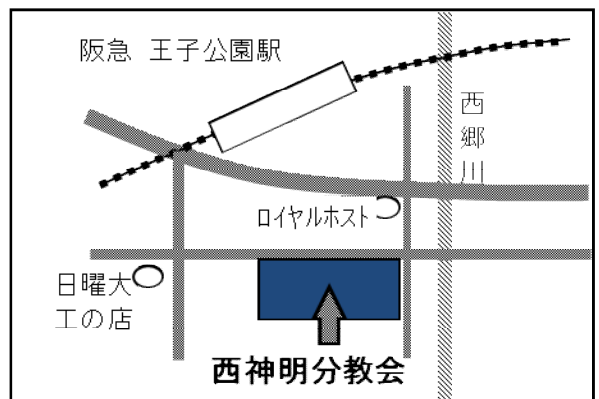 阪急 王子公園駅
西郷川
ロイヤルホスト
日曜大
工の店
西神明分教会